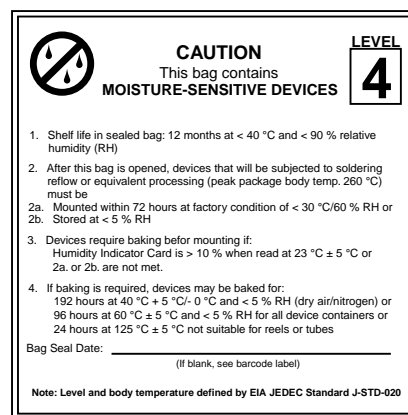 LEVEL
4
CAUTION
This bag contains
MOISTURE-SENSITIVE DEVICES
1. Shelf life in sealed bag: 12 months at < 40 °C and < 90 % relative
humidity (RH)
2. After this bag is opened, devices that will be subjected to soldering
reflow or equivalent processing (peak package body temp. 260 °C)
must be
2a. Mounted within 72 hours at factory condition of < 30 °C/60 % RH or
2b. Stored at < 5 % RH
3. Devices require baking befor mounting if:
Humidity Indicator Card is > 10 % when read at 23 °C ± 5 °C or
2a. or 2b. are not met.
4. If baking is required, devices may be baked for:
192 hours at 40 °C + 5 °C/- 0 °C and < 5 % RH (dry air/nitrogen) or
96 hours at 60 °C ± 5 °C and < 5 % RH for all device containers or
24 hours at 125 °C ± 5 °C not suitable for reels or tubes
Bag Seal Date:
(If blank, see barcode label)
Note: Level and body temperature defined by EIA JEDEC Standard J-STD-020